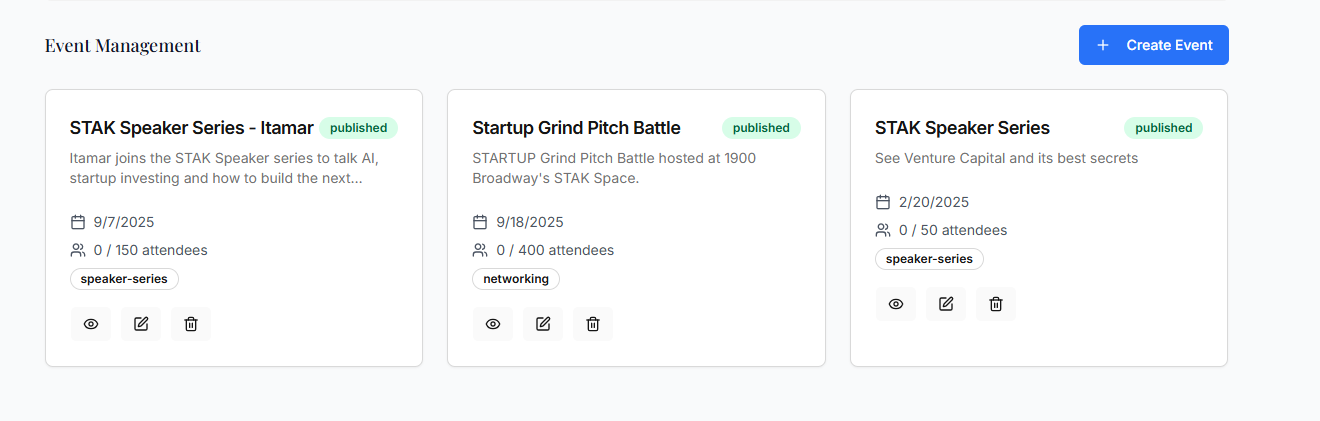 Event Management
+ Create Event
STAK Speaker Series - Itamar published
Itamar joins the STAK Speaker series to talk AI,
startup investing and how to build the next...
9/7/2025
0 / 150 attendees
speaker-series
Startup Grind Pitch Battle published
STARTUP Grind Pitch Battle hosted at 1900
Broadway's STAK Space.
9/18/2025
0 / 400 attendees
networking
STAK Speaker Series published
See Venture Capital and its best secrets
2/20/2025
0 / 50 attendees
speaker-series